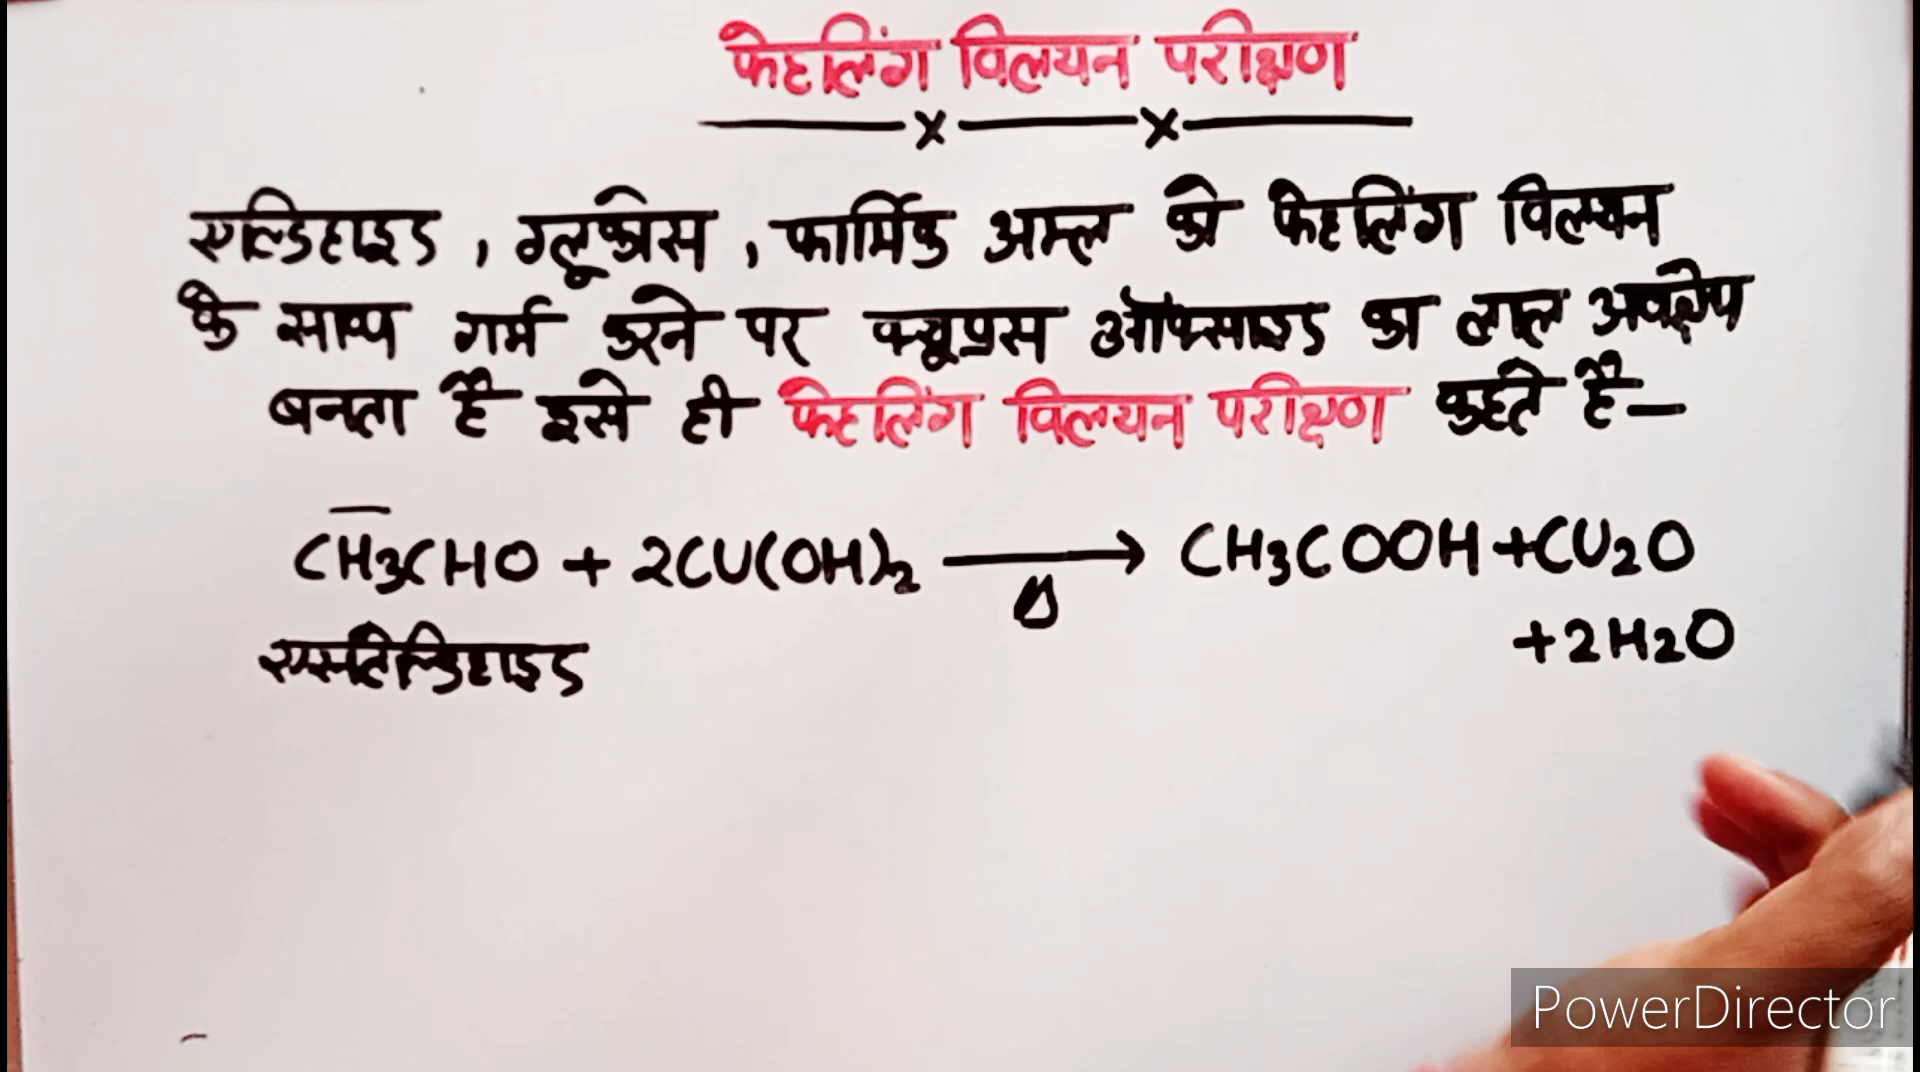 फेहलिंग विलयन परीक्षण
एल्डिहाइड, ग्लूकोस, फार्मिक अम्ल को फेहलिंग विलयन
के साथ गर्म करने पर क्यूप्रस ऑक्साइड का लाल अवक्षेप
बनता है इसे ही फेहलिंग विलयन परीक्षण कहते है—
CH3CHO + 2CU(OH)2 ⟶ CH3COOH + CU2O
Δ
+2H2O
एसीटेल्डिहाइड
PowerDirector